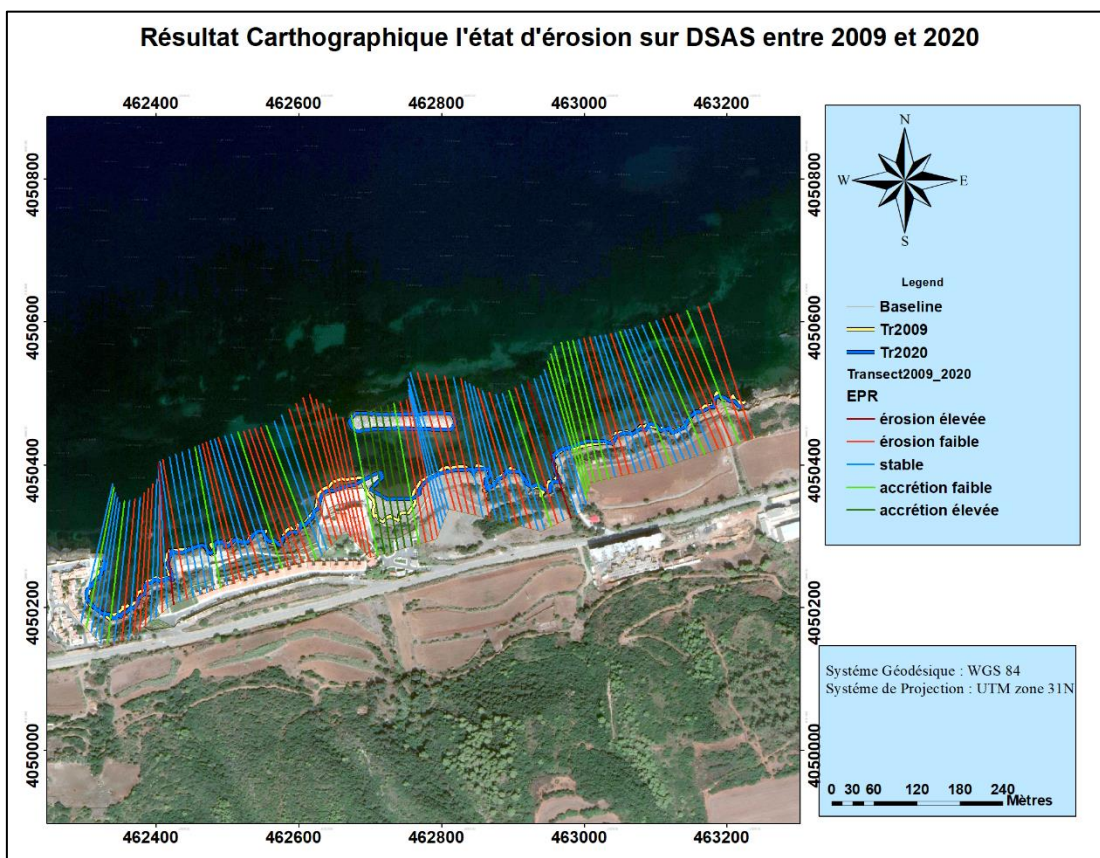 Résultat Carthographique l'état d'érosion sur DSAS entre 2009 et 2020
462400 462600 462800 463000 463200
4050800
4050600
4050400
4050200
4050000
4050800
4050600
4050400
4050200
4050000
462400 462600 462800 463000 463200
N
W E
S
Legend
Baseline
Tr2009
Tr2020
Transect2009_2020
EPR
érosion élevée
érosion faible
stable
accrétion faible
accrétion élevée
Systéme Géodésique : WGS 84
Systéme de Projection : UTM zone 31N
0 30 60 120 180 240
Mètres